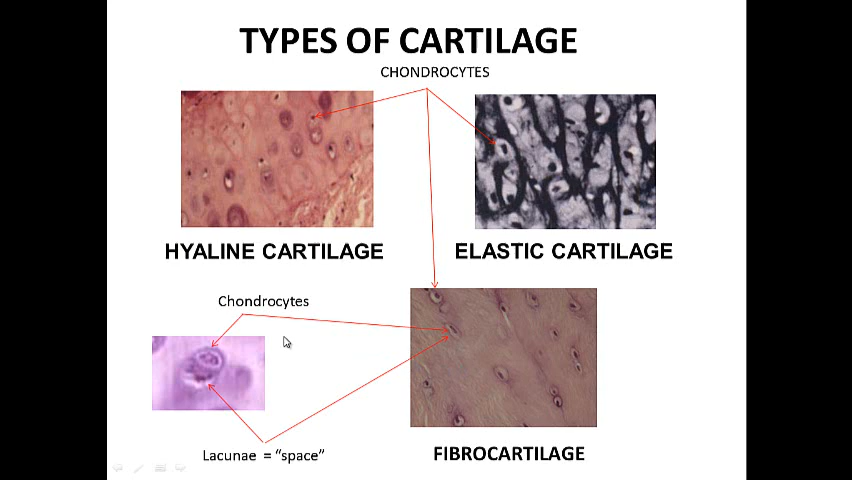 TYPES OF CARTILAGE
CHONDROCYTES
HYALINE CARTILAGE
ELASTIC CARTILAGE
Chondrocytes
Lacunae = “space”
FIBROCARTILAGE